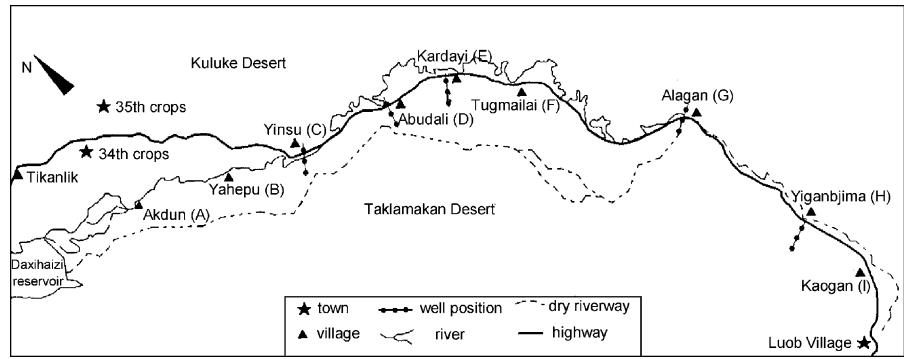 Kardayi (E)
N
Kuluke Desert
35th crops
Alagan (G)
Tugmailai (F)
Abudali (D)
Yinsu (C)
34th crops
Tikanlik
Yahepu (B)
Yiganbjima (H)
Taklamakan Desert
Akdun (A)
Daxihaizi
reservoir
Kaogan (I)
town
well position
dry riverway
village
river
highway
Luob Village